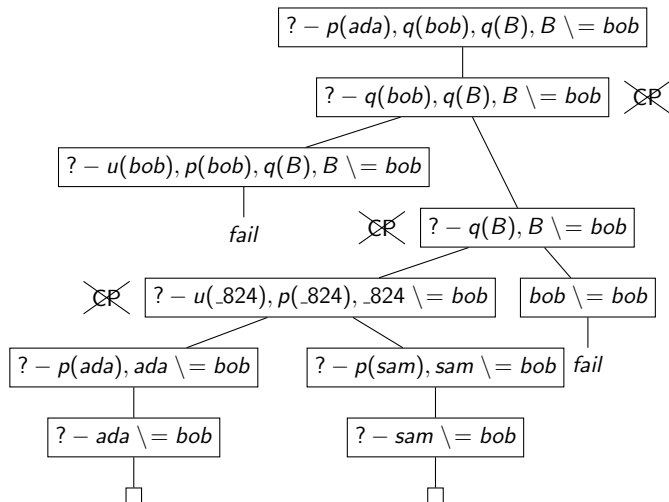 ? − p(ada), q(bob), q(B), B \= bob
? − q(bob), q(B), B \= bob
CP
? − u(bob), p(bob), q(B), B \= bob
fail
CP
? − q(B), B \= bob
CP
? − u(_824), p(_824), _824 \= bob
bob \= bob
? − p(ada), ada \= bob
? − p(sam), sam \= bob
fail
? − ada \= bob
? − sam \= bob